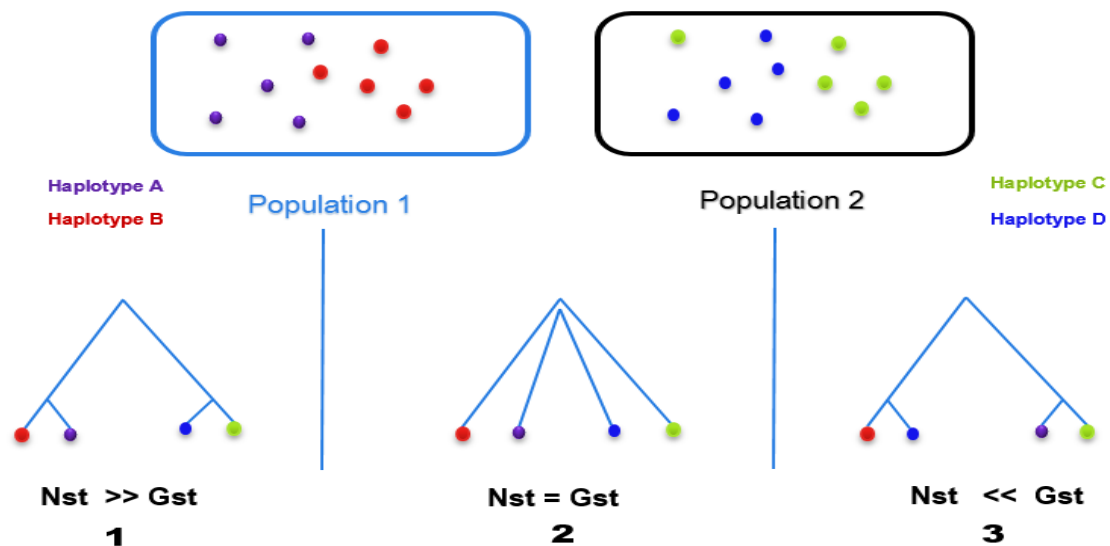 Haplotype A
Haplotype B
Population 1
Population 2
Haplotype C
Haplotype D
Nst >> Gst
1
Nst = Gst
2
Nst << Gst
3